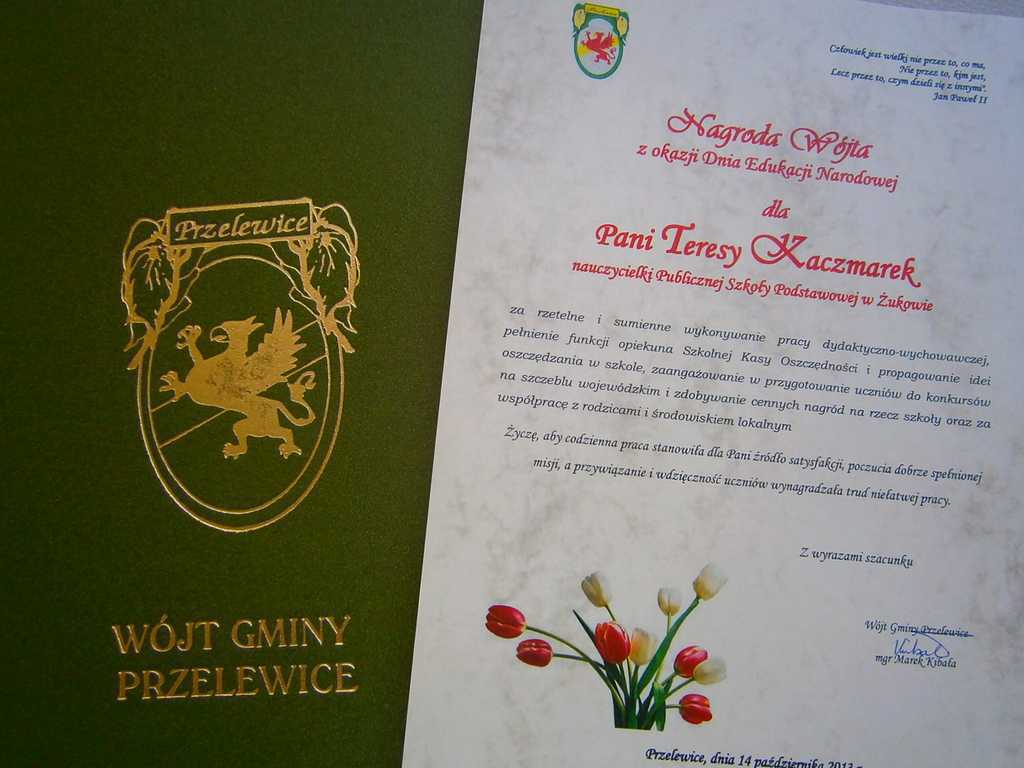 Przelewice
WÓJT GMINY
PRZELEWICE
Człowiek jest wielki nie przez to, co ma,
Nie przez to, kim jest,
Lecz przez to, czym dzieli się z innymi".
Jan Paweł II
Nagroda Wójta
z okazji Dnia Edukacji Narodowej
dla
Pani Teresy Kaczmarek
nauczycielki Publicznej Szkoły Podstawowej w Żukowie
za rzetelne i sumienne wykonywanie pracy dydaktyczno-wychowawczej,
pełnienie funkcji opiekuna Szkolnej Kasy Oszczędności i propagowanie idei
oszczędzania w szkole, zaangażowanie w przygotowanie uczniów do konkursów
na szczeblu wojewódzkim i zdobywanie cennych nagród na rzecz szkoły oraz za
współpracę z rodzicami i środowiskiem lokalnym
Życzę, aby codzienna praca stanowiła dla Pani źródło satysfakcji, poczucia dobrze spełnionej
misji, a przywiązanie i wdzięczność uczniów wynagradzała trud niełatwej pracy.
Z wyrazami szacunku
Wójt Gminy Przelewice
mgr Marek Kibała
Przelewice, dnia 14 października 2013 r